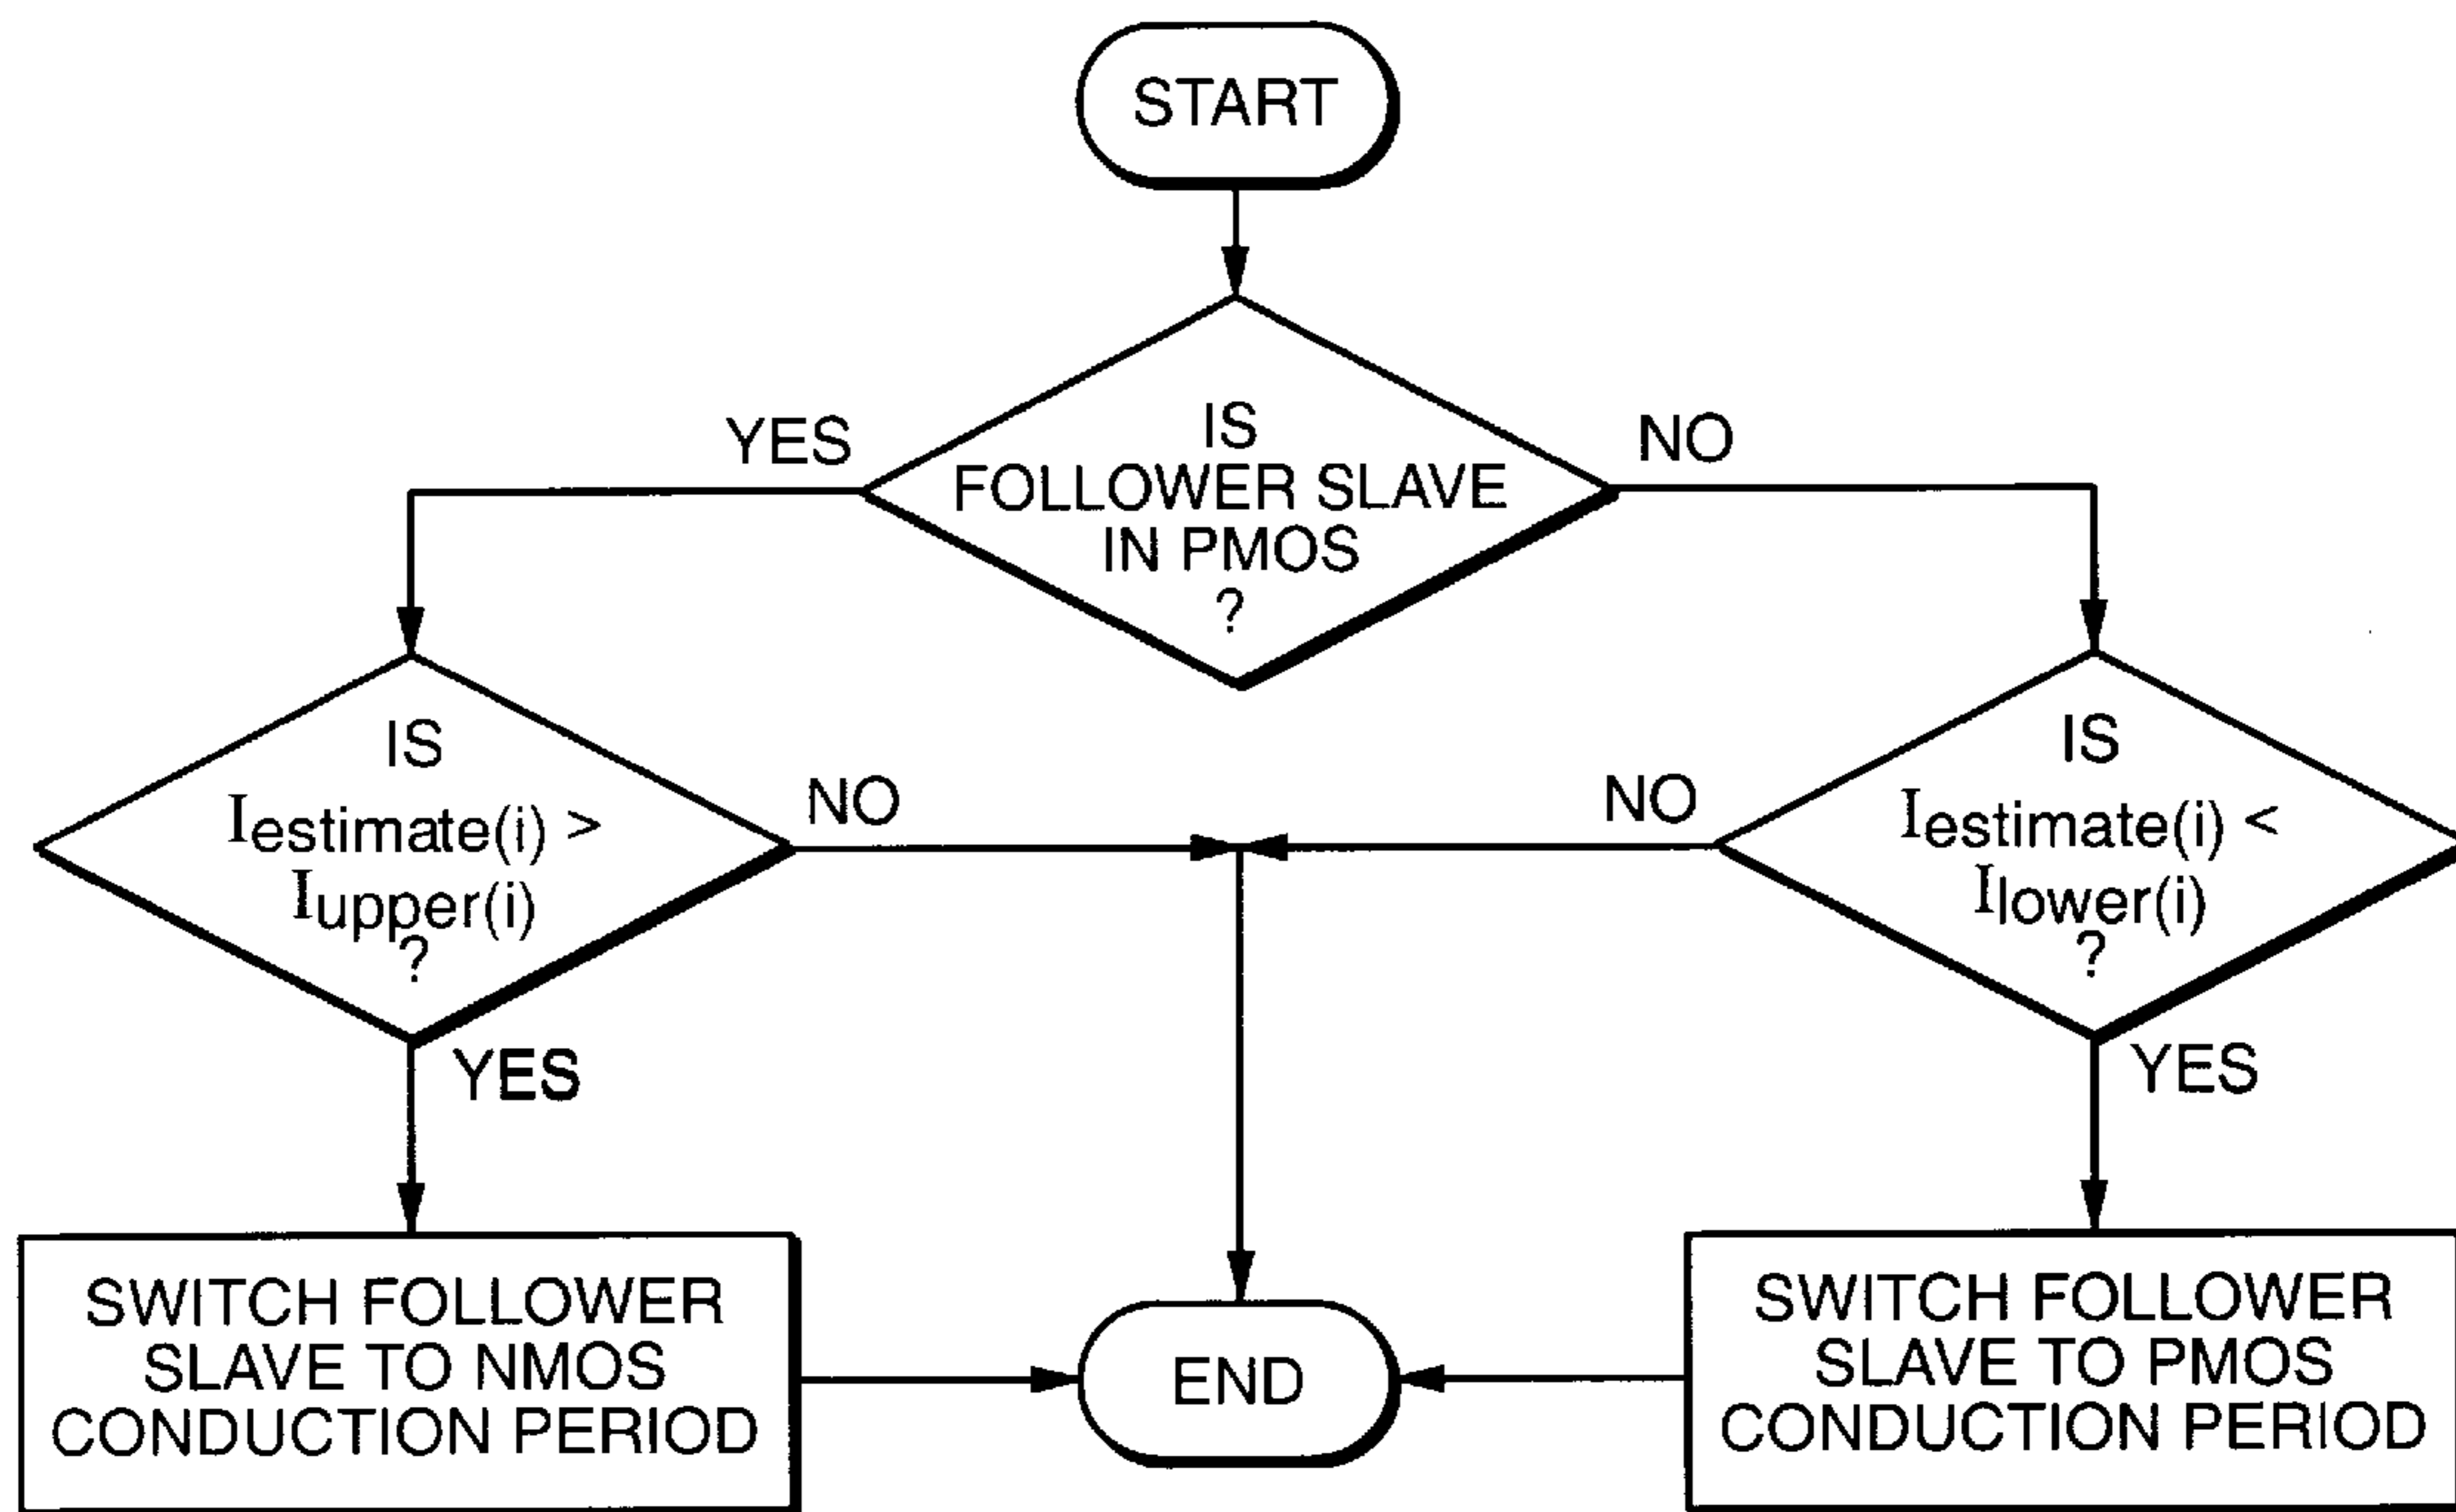 START
IS
FOLLOWER SLAVE
IN PMOS
?
YES
NO
IS
Iestimate(i) >
Iupper(i)
?
NO
YES
IS
Iestimate(i) <
Ilower(i)
?
NO
YES
SWITCH FOLLOWER
SLAVE TO NMOS
CONDUCTION PERIOD
END
SWITCH FOLLOWER
SLAVE TO PMOS
CONDUCTION PERIOD